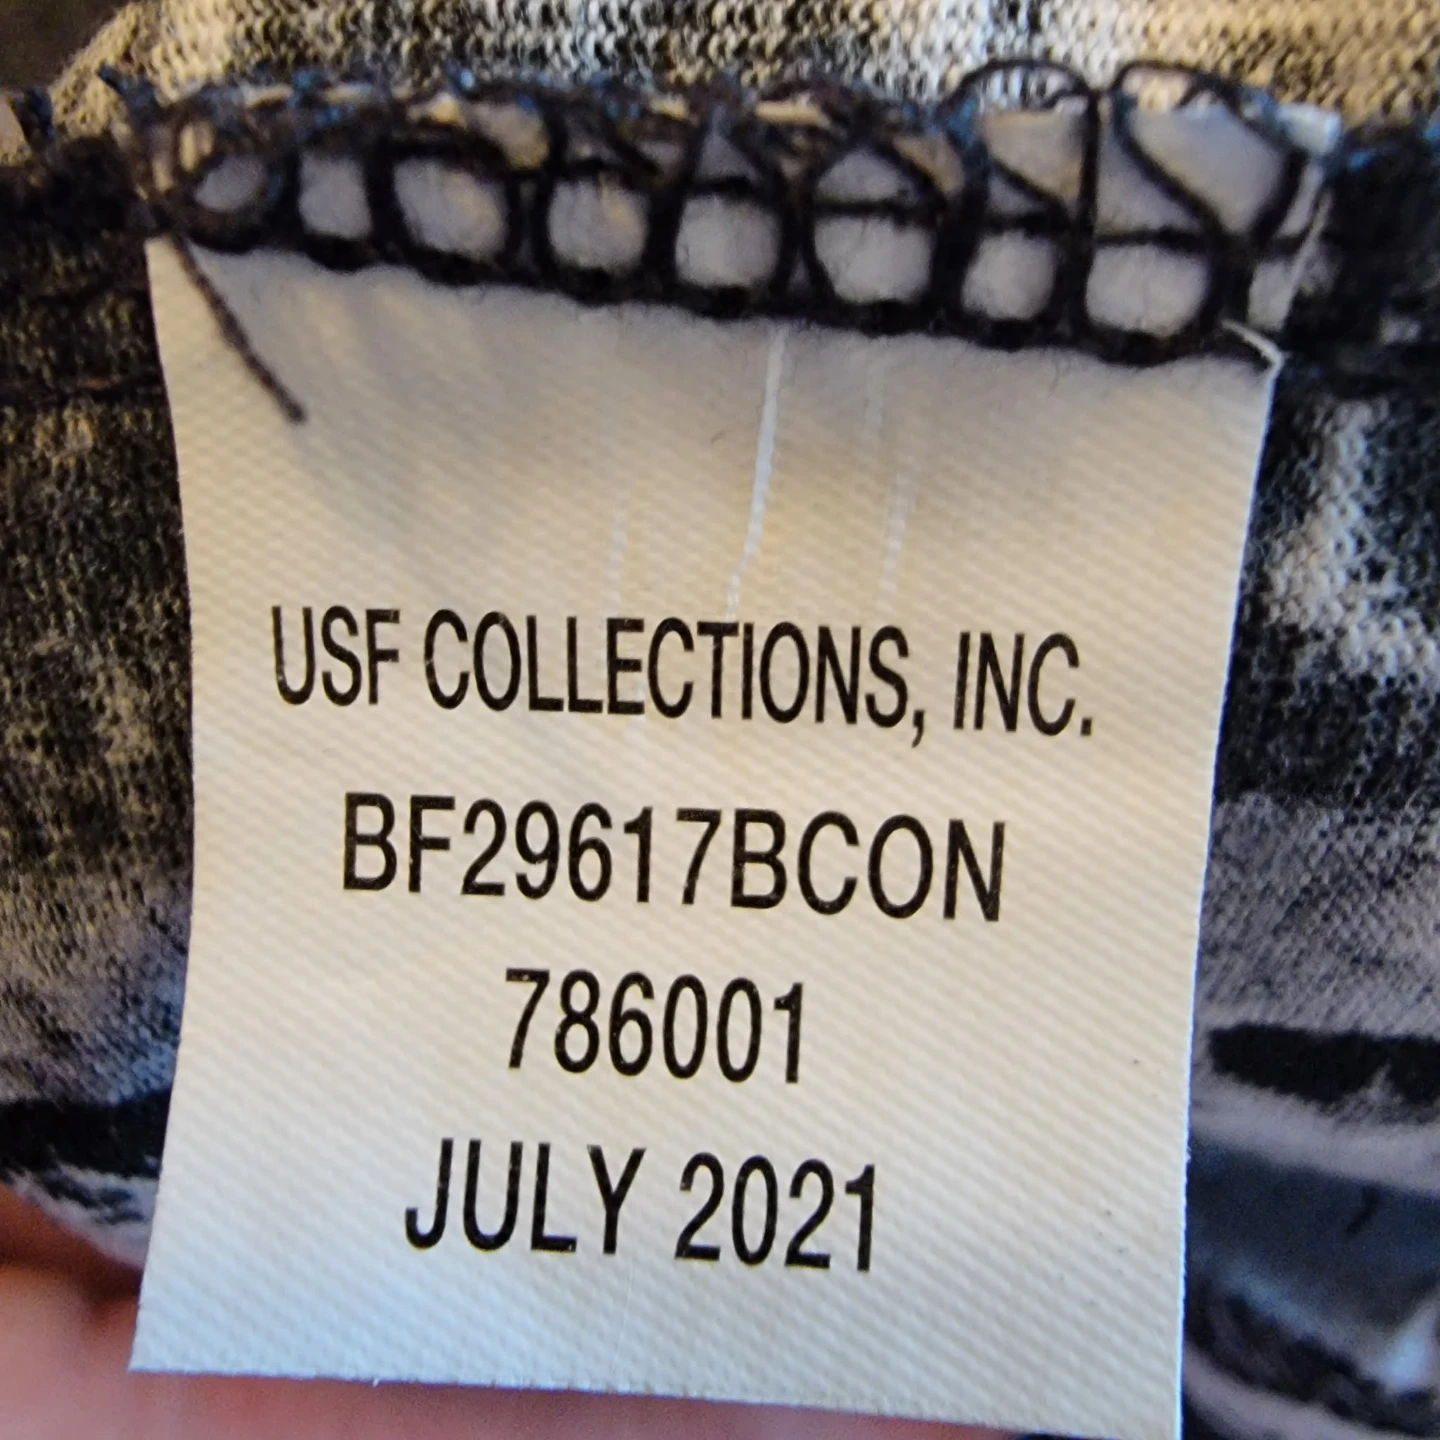 USF COLLECTIONS, INC.
BF29617BCON
786001
JULY 2021